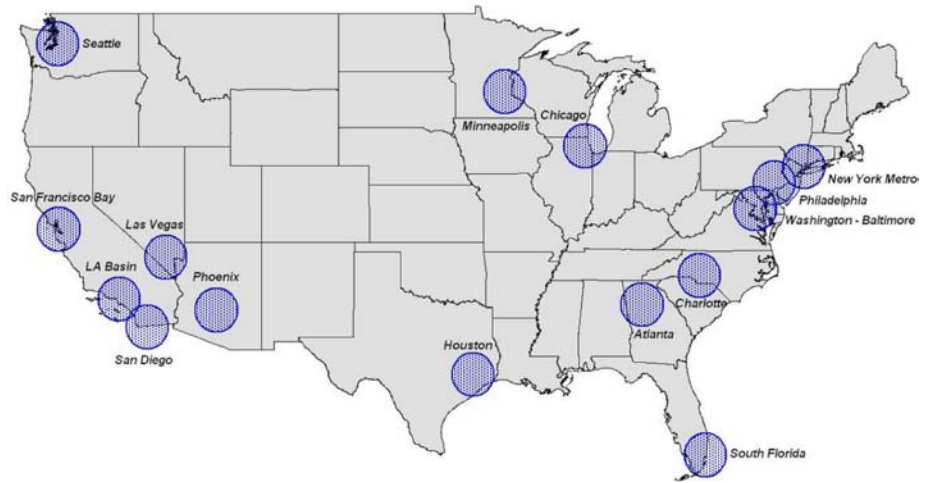 Seattle
Minneapolis
Chicago
New York Metro
Philadelphia
Washington - Baltimore
San Francisco Bay
Las Vegas
LA Basin
Phoenix
San Diego
Houston
Charlotte
Atlanta
South Florida